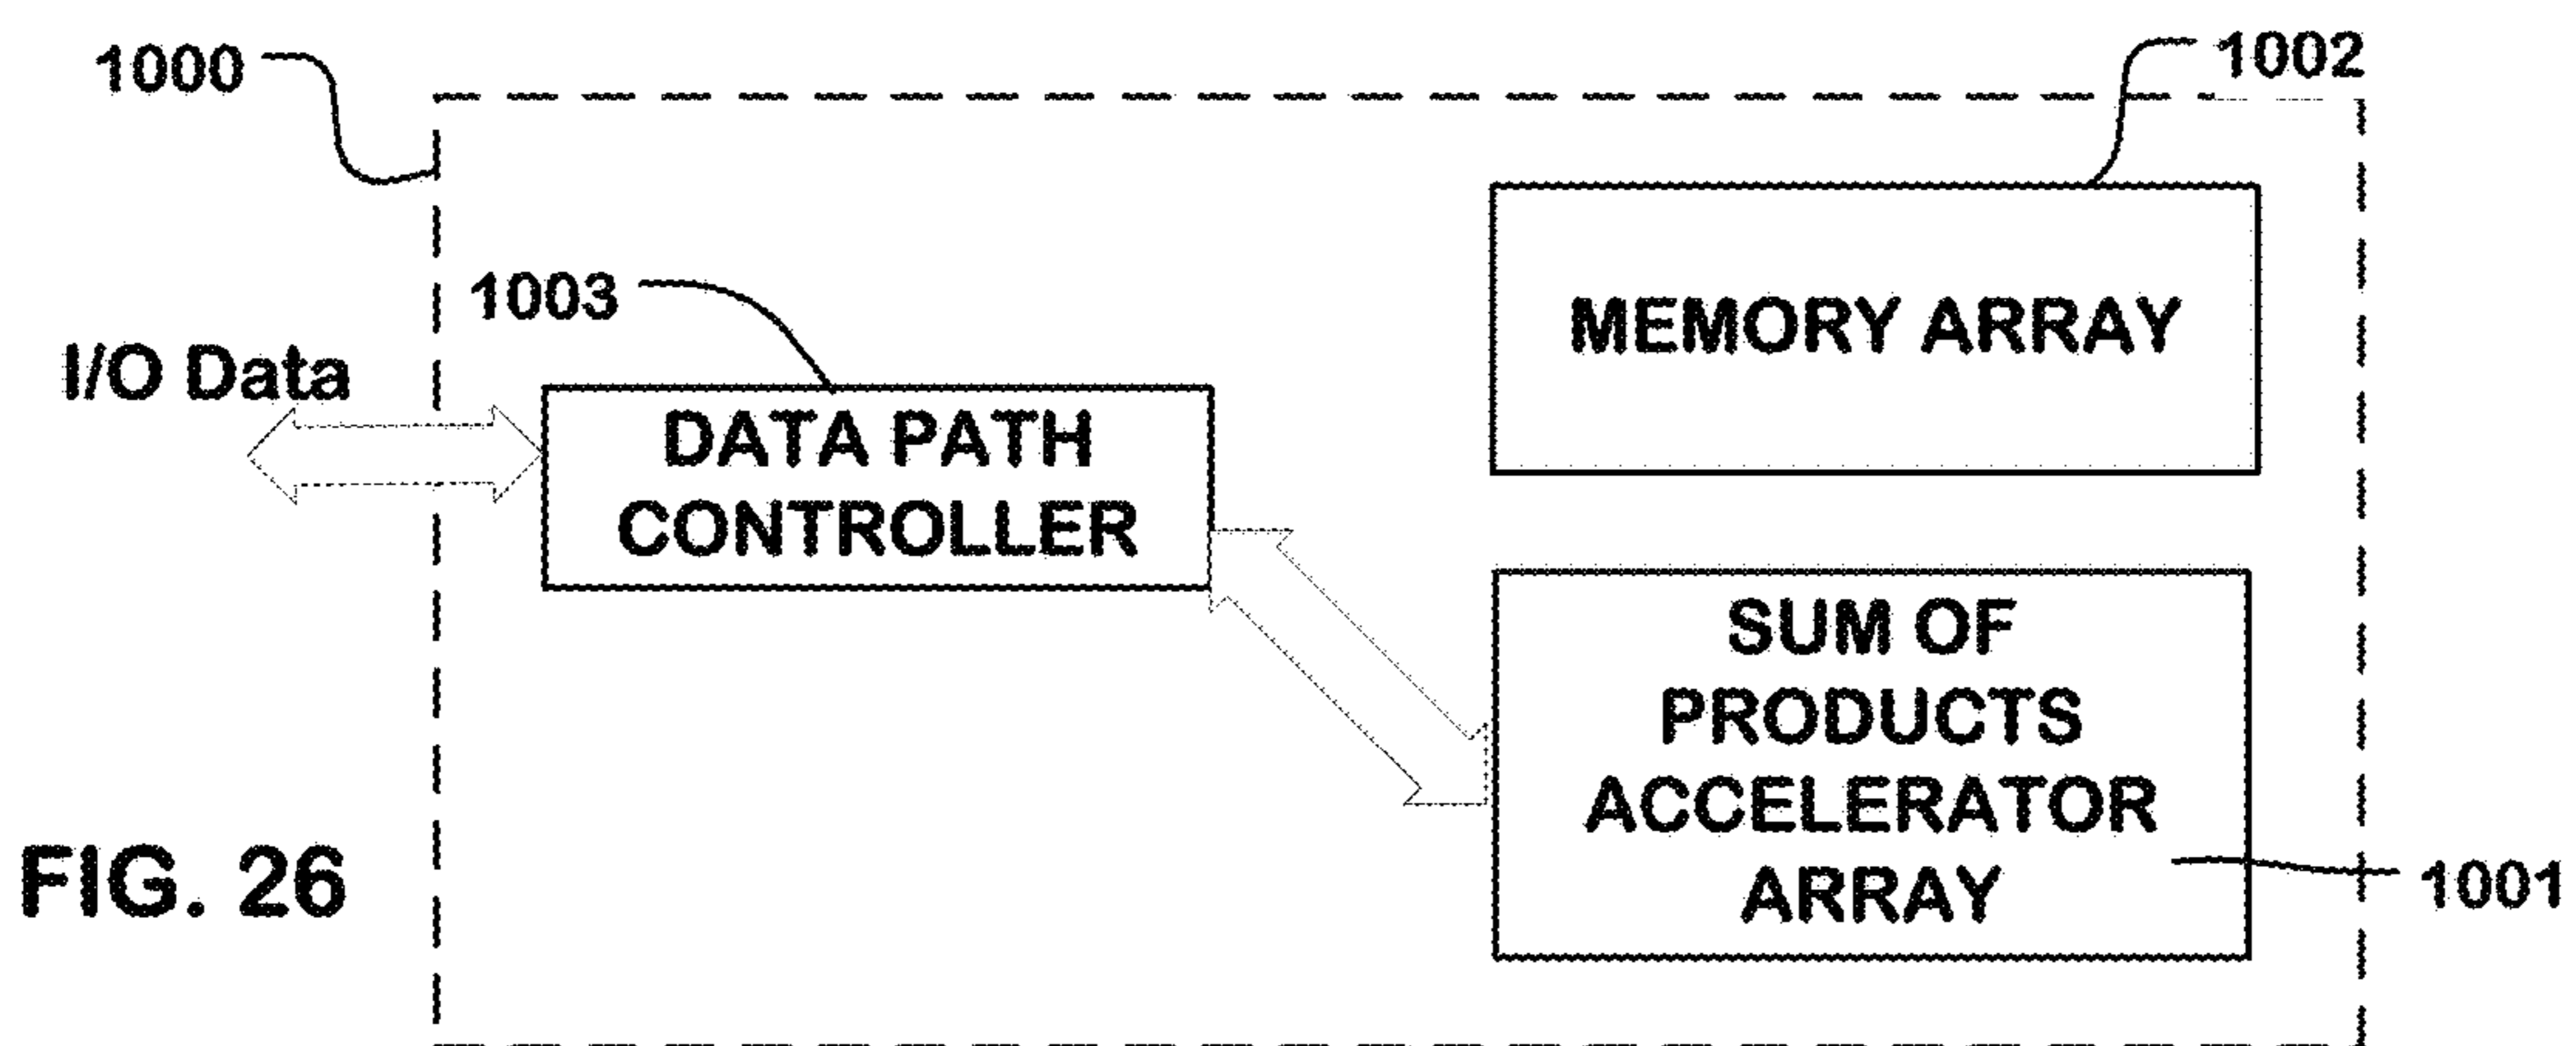 1000
1002
1003
MEMORY ARRAY
I/O Data
DATA PATH
CONTROLLER
SUM OF
PRODUCTS
ACCELERATOR
ARRAY
1001
FIG. 26